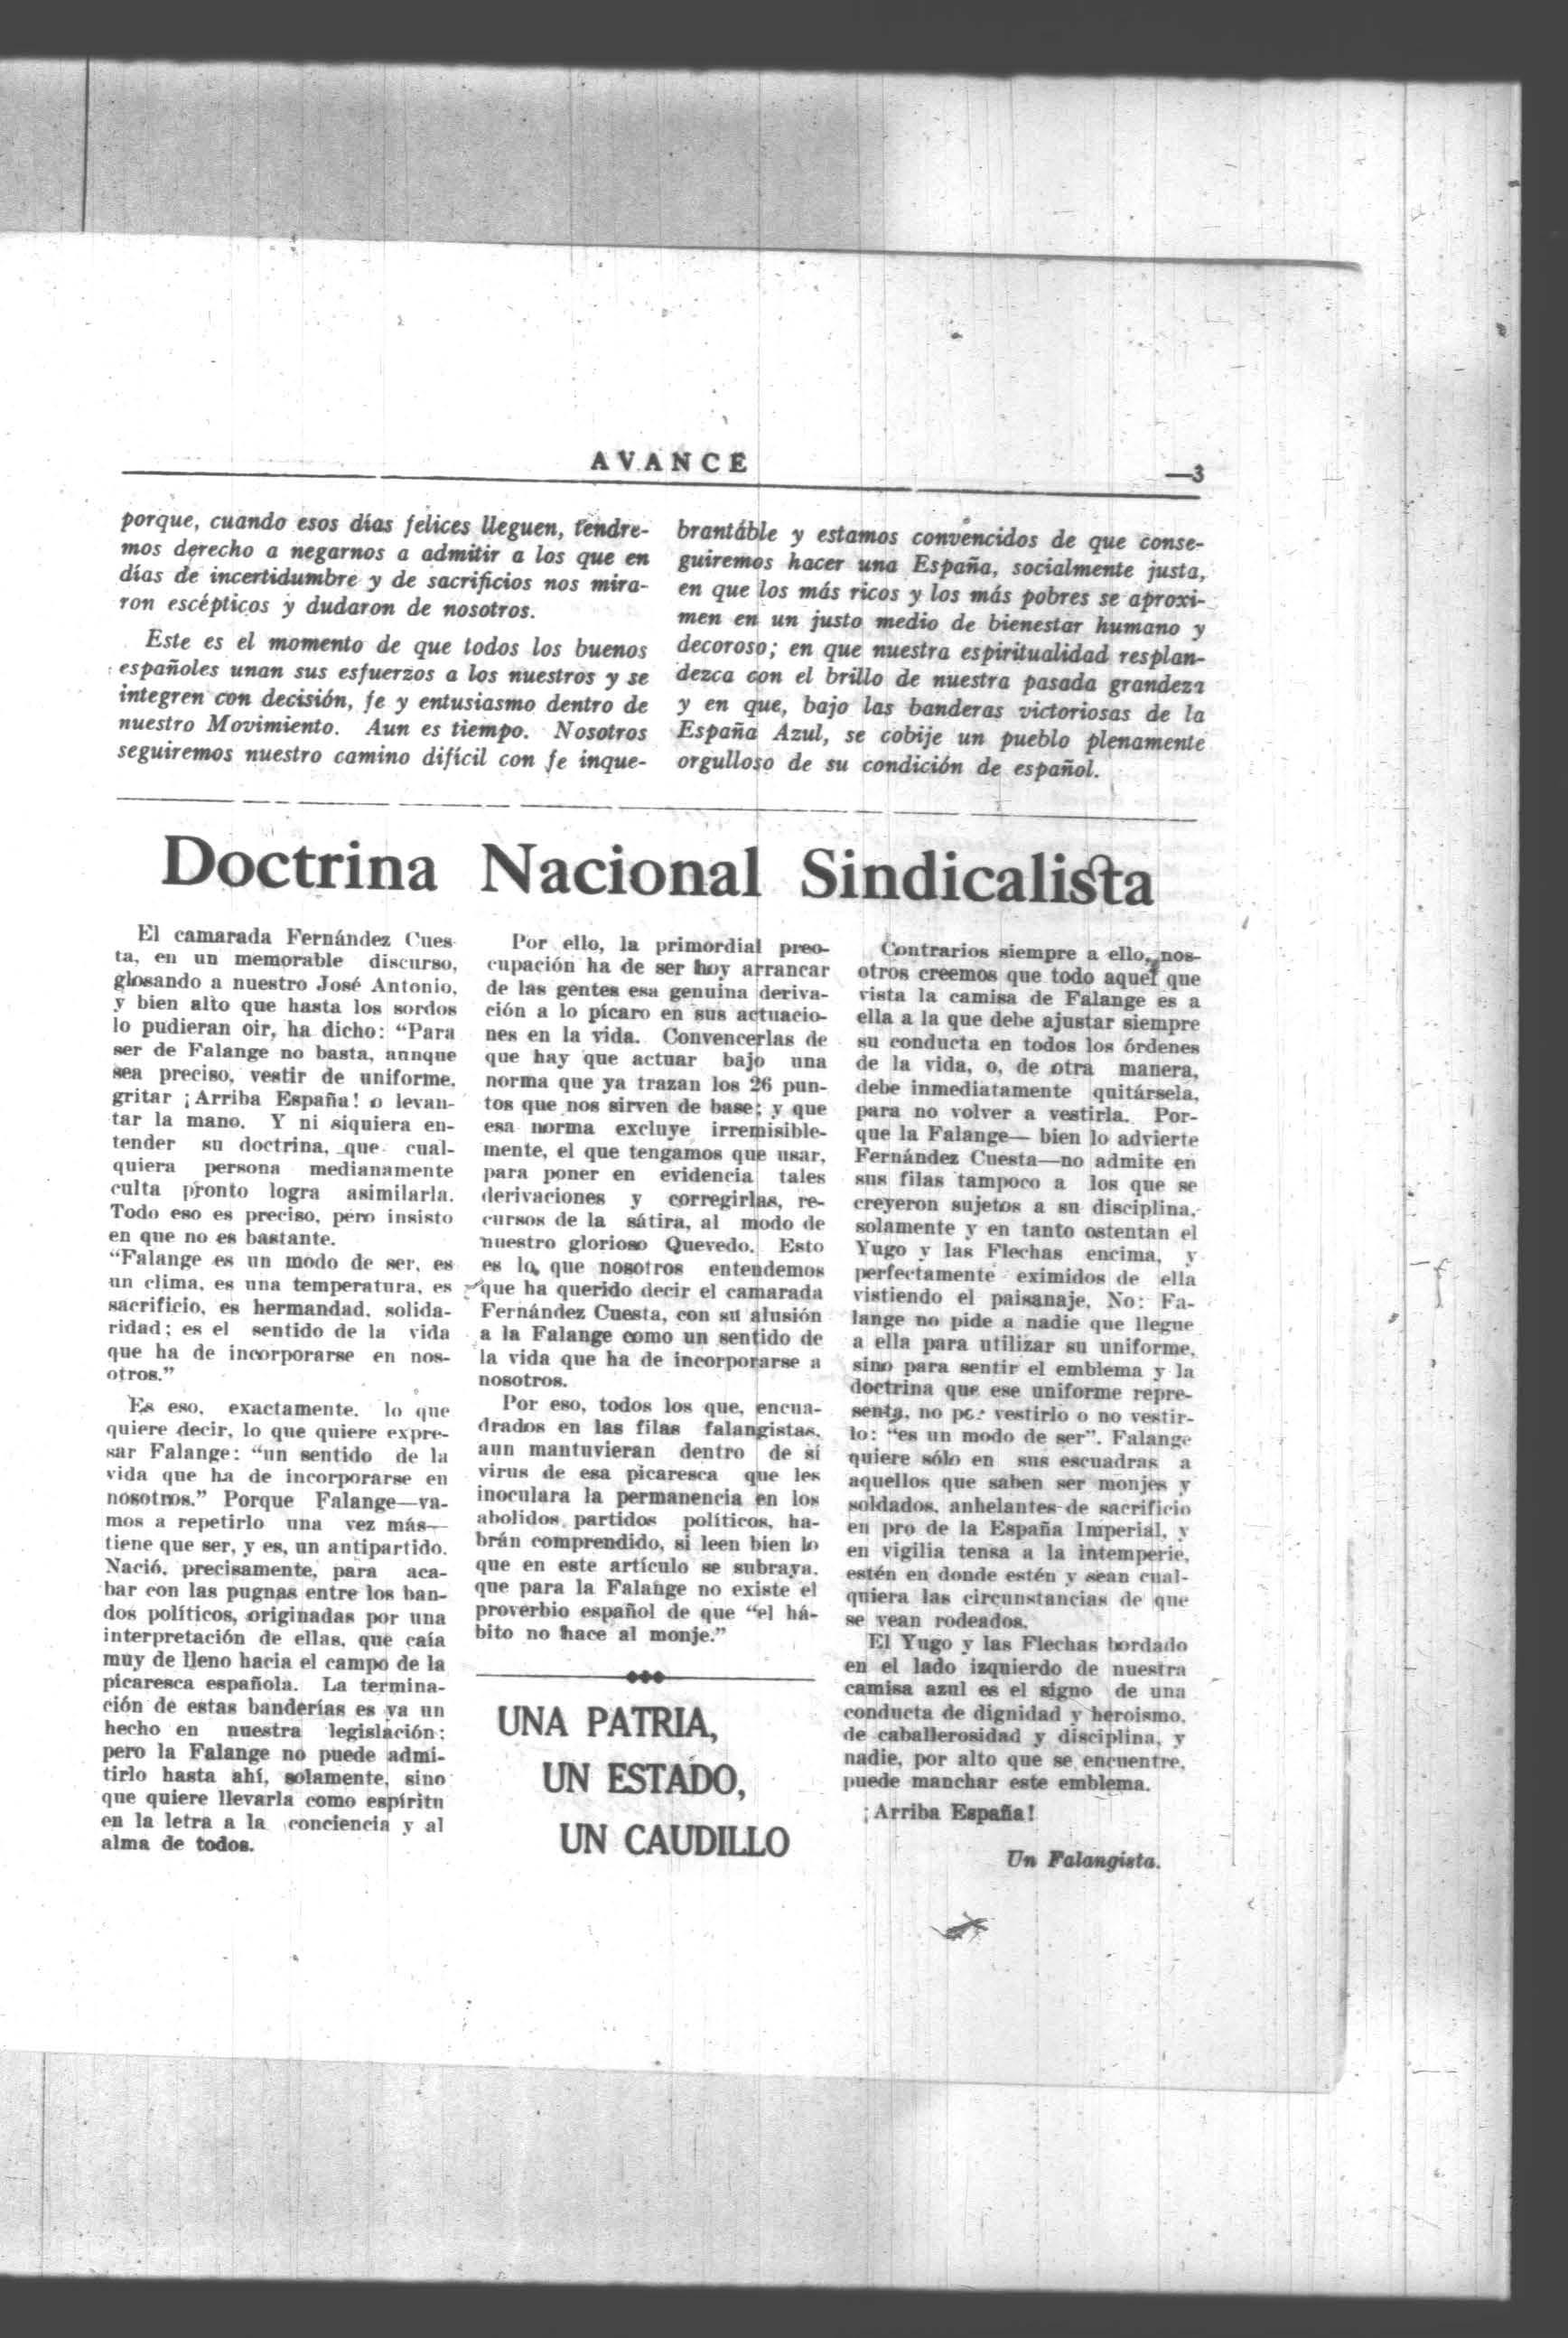 AVANCE
—3
porque, cuando esos días felices lleguen, tendre-
mos derecho a negarnos a admitir a los que en
días de incertidumbre y de sacrificios nos mira-
ron escépticos y dudaron de nosotros.
Este es el momento de que todos los buenos
españoles unan sus esfuerzos a los nuestros y se
integren con decisión, fe y entusiasmo dentro de
nuestro Movimiento. Aun es tiempo. Nosotros
seguiremos nuestro camino difícil con fe inque-
brantáble y estamos convencidos de que conse-
guiremos hacer una España, socialmente justa,
en que los más ricos y los más pobres se aproxi-
men en un justo medio de bienestar humano y
decoroso; en que nuestra espiritualidad resplan-
dezca con el brillo de nuestra pasada grandeza
y en que, bajo las banderas victoriosas de la
España Azul, se cobije un pueblo plenamente
orgulloso de su condición de español.
Doctrina Nacional Sindicalista
El camarada Fernández Cues-
ta, en un memorable discurso,
glosando a nuestro José Antonio,
y bien alto que hasta los sordos
lo pudieran oir, ha dicho: "Para
ser de Falange no basta, annque
sea preciso, vestir de uniforme,
gritar ¡Arriba España! o levan-
tar la mano. Y ni siquiera en-
tender su doctrina, que cual-
quiera persona medianamente
culta pronto logra asimilarla.
Todo eso es preciso, pero insisto
en que no es bastante.
"Falange es un modo de ser, es
un clima, es una temperatura, es
sacrificio, es hermandad, solida-
ridad; es el sentido de la vida
que ha de incorporarse en nos-
otros."
Es eso, exactamente, lo que
quiere decir, lo que quiere expre-
sar Falange: "un sentido de la
vida que ha de incorporarse en
nosotros." Porque Falange—va-
mos a repetirlo una vez más—
tiene que ser, y es, un antipartido.
Nació, precisamente, para aca-
bar con las pugnas entre los ban-
dos políticos, originadas por una
interpretación de ellas, que caía
muy de lleno hacia el campo de la
picaresca española. La termina-
ción de estas banderías es ya un
hecho en nuestra legislación;
pero la Falange no puede admi-
tirlo hasta ahí, solamente, sino
que quiere llevarla como espíritu
en la letra a la conciencia y al
alma de todos.
Por ello, la primordial preo-
cupación ha de ser hoy arrancar
de las gentes esa genuina deriva-
ción a lo pícaro en sus actuacio-
nes en la vida. Convencerlas de
que hay que actuar bajo una
norma que ya trazan los 26 pun-
tos que nos sirven de base; y que
esa norma excluye irremisible-
mente, el que tengamos que usar,
para poner en evidencia tales
derivaciones y corregirlas, re-
cursos de la sátira, al modo de
nuestro glorioso Quevedo. Esto
es lo que nosotros entendemos
que ha querido decir el camarada
Fernández Cuesta, con su alusión
a la Falange como un sentido de
la vida que ha de incorporarse a
nosotros.
Por eso, todos los que, encua-
drados en las filas falangistas,
aun mantuvieran dentro de sí
virus de esa picaresca que les
inoculara la permanencia en los
abolidos partidos políticos, ha-
brán comprendido, si leen bien lo
que en este artículo se subraya,
que para la Falange no existe el
proverbio español de que "el há-
bito no hace al monje."
UNA PATRIA,
UN ESTADO,
UN CAUDILLO
Contrarios siempre a ello, nos-
otros creemos que todo aquel que
vista la camisa de Falange es a
ella a la que debe ajustar siempre
su conducta en todos los órdenes
de la vida, o, de otra manera,
debe inmediatamente quitársela,
para no volver a vestirla. Por-
que la Falange— bien lo advierte
Fernández Cuesta—no admite en
sus filas tampoco a los que se
creyeron sujetos a su disciplina,
solamente y en tanto ostentan el
Yugo y las Flechas encima, y
perfectamente eximidos de ella
vistiendo el paisanaje. No: Fa-
lange no pide a nadie que llegue
a ella para utilizar su uniforme,
sino para sentir el emblema y la
doctrina que ese uniforme repre-
senta, no por vestirlo o no vestir-
lo: "es un modo de ser". Falange
quiere sólo en sus escuadras a
aquellos que saben ser monjes y
soldados, anhelantes de sacrificio
en pro de la España Imperial, y
en vigilia tensa a la intemperie,
estén en donde estén y sean cual-
quiera las circunstancias de que
se vean rodeados.
El Yugo y las Flechas bordado
en el lado izquierdo de nuestra
camisa azul es el signo de una
conducta de dignidad y heroismo,
de caballerosidad y disciplina, y
nadie, por alto que se encuentre,
puede manchar este emblema.
¡Arriba España!
Un Falangista.